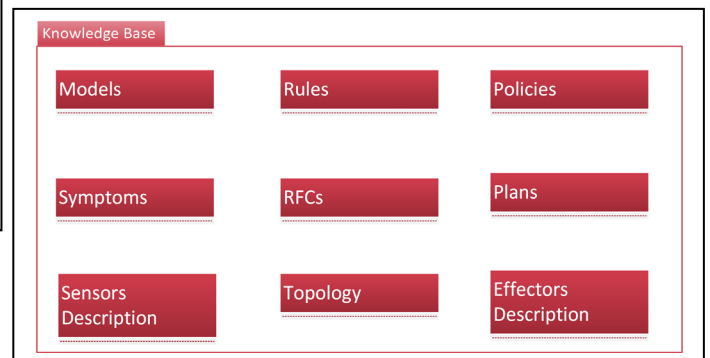 Knowledge Base
Models
Rules
Policies
Symptoms
RFCs
Plans
Sensors
Description
Topology
Effectors
Description